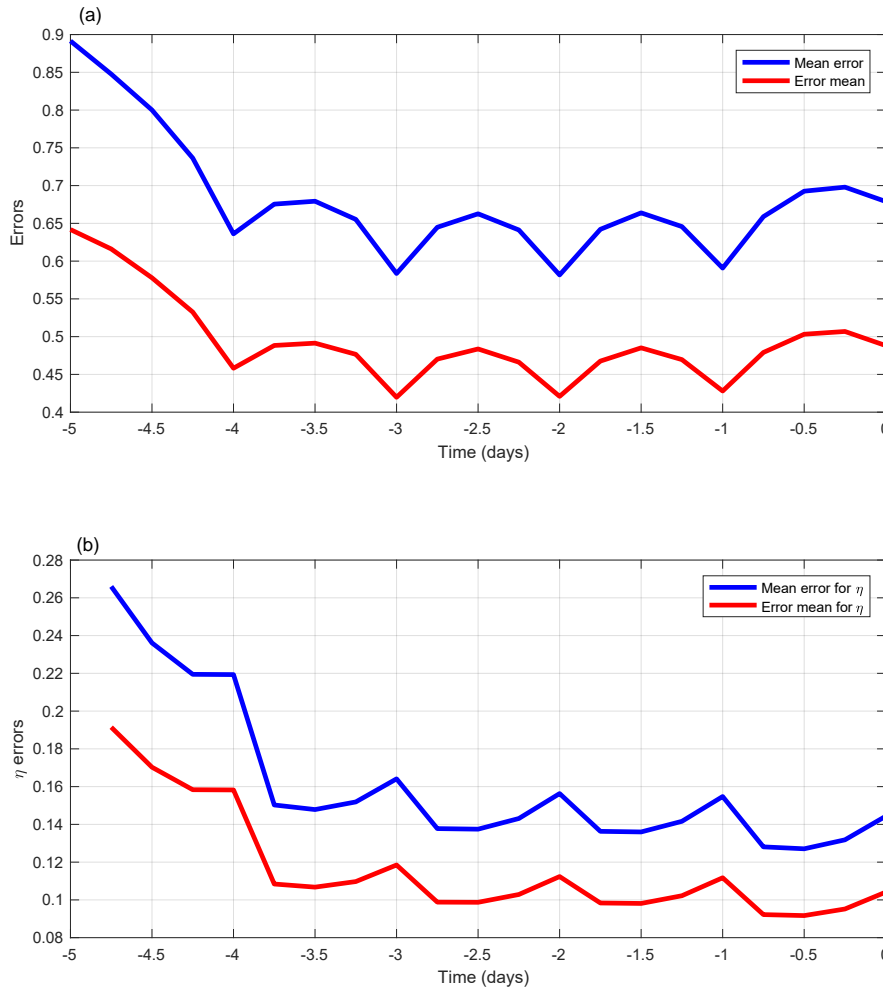 (a)
0.9
0.85
0.8
0.75
0.7
0.65
0.6
0.55
0.5
0.45
0.4
Errors
Mean error
Error mean
-5 -4.5 -4 -3.5 -3 -2.5 -2 -1.5 -1 -0.5 0
Time (days)
(b)
0.28
0.26
0.24
0.22
0.2
0.18
0.16
0.14
0.12
0.1
0.08
η errors
Mean error for η
Error mean for η
-5 -4.5 -4 -3.5 -3 -2.5 -2 -1.5 -1 -0.5 0
Time (days)